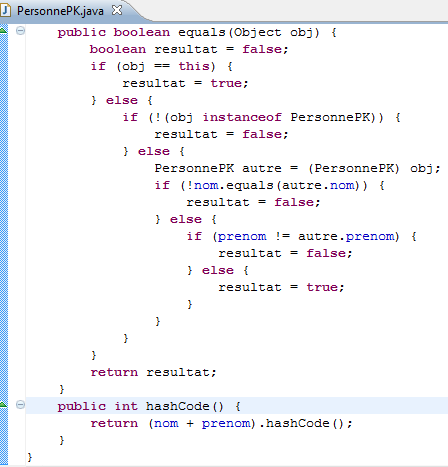 PersonnePK.java
public boolean equals(Object obj) {
boolean resultat = false;
if (obj == this) {
resultat = true;
} else {
if (!(obj instanceof PersonnePK)) {
resultat = false;
} else {
PersonnePK autre = (PersonnePK) obj;
if (!nom.equals(autre.nom)) {
resultat = false;
} else {
if (prenom != autre.prenom) {
resultat = false;
} else {
resultat = true;
}
}
}
}
return resultat;
}
public int hashCode() {
return (nom + prenom).hashCode();
}
}